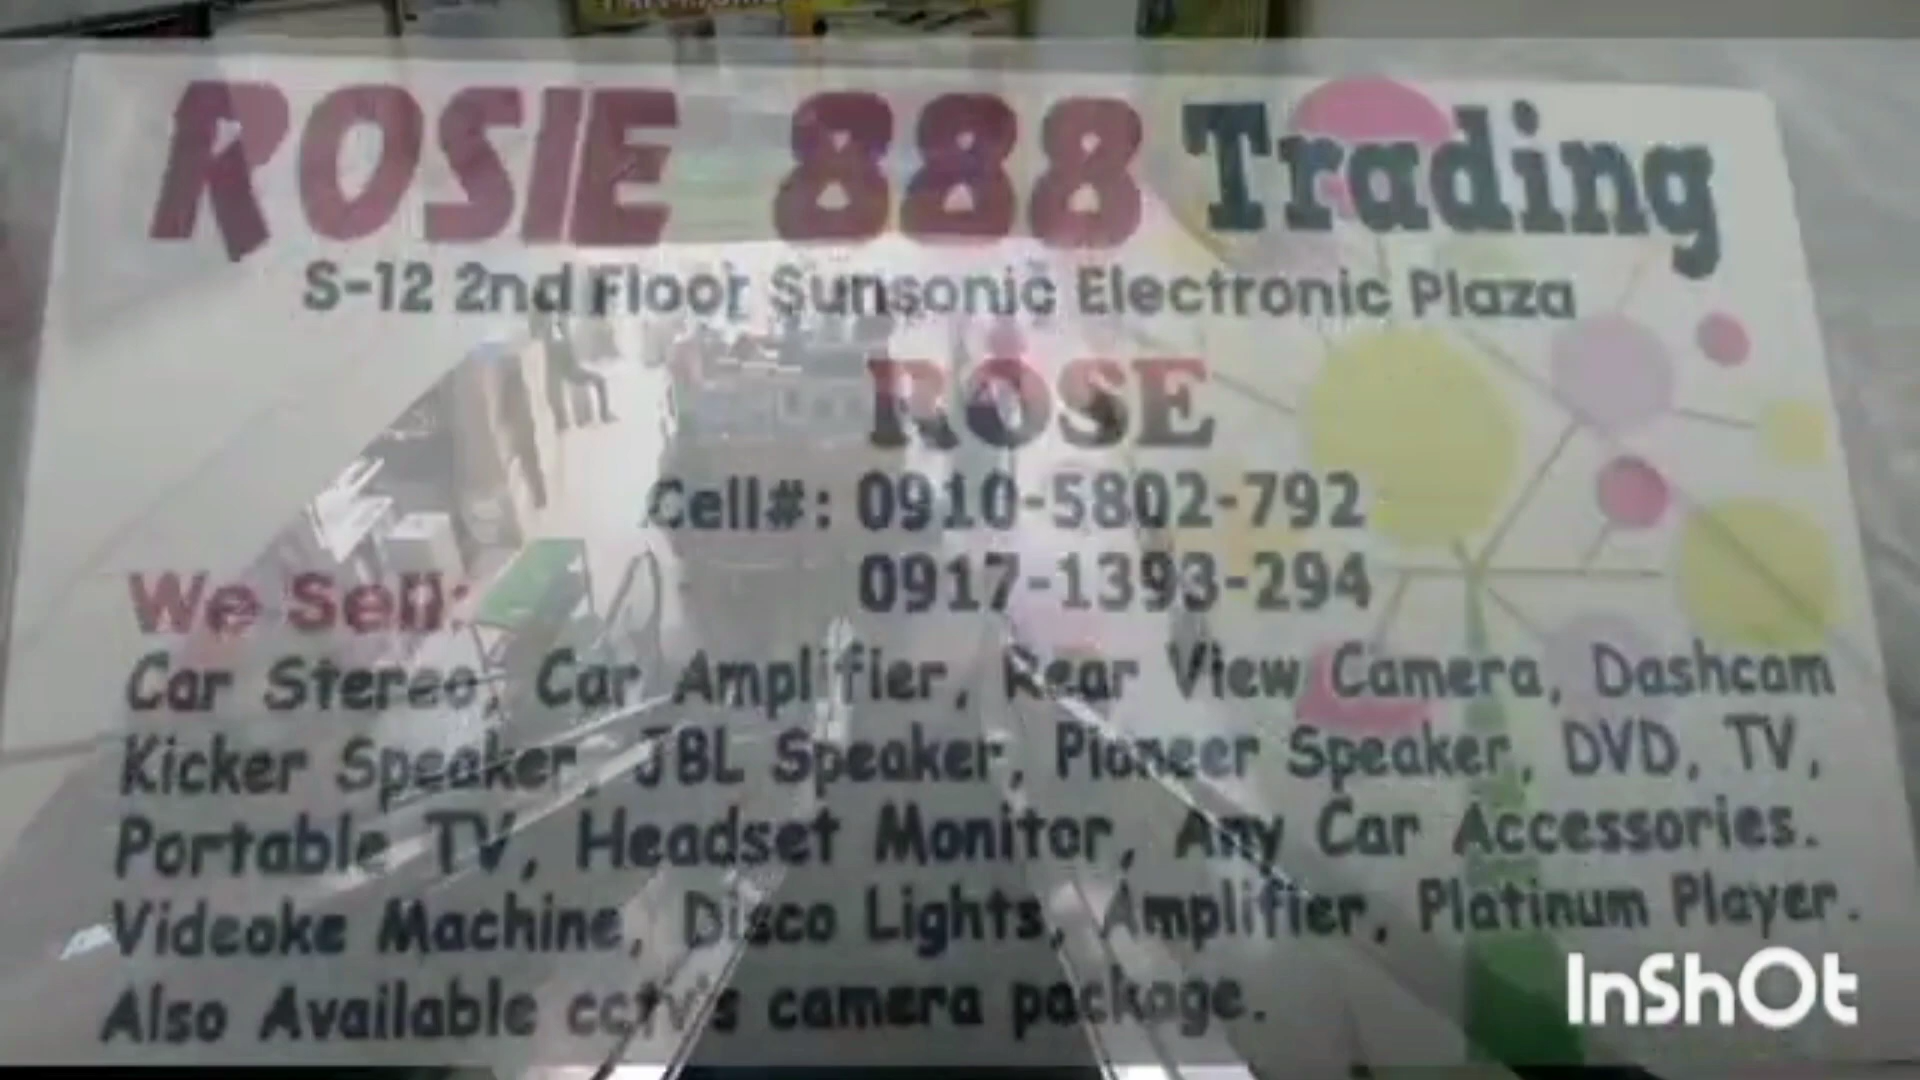 ROSIE 888 Trading
S-12 2nd Floor Sunsonic Electronic Plaza
ROSE
Cell#: 0910-5802-792
0917-1393-294
We Sell:
Car Stereo, Car Amplifier, Rear View Camera, Dashcam
Kicker Speaker, JBL Speaker, Pioneer Speaker, DVD, TV,
Portable TV, Headset Monitor, Any Car Accessories.
Videoke Machine, Disco Lights, Amplifier, Platinum Player.
Also Available cctv's camera package.
InShOt